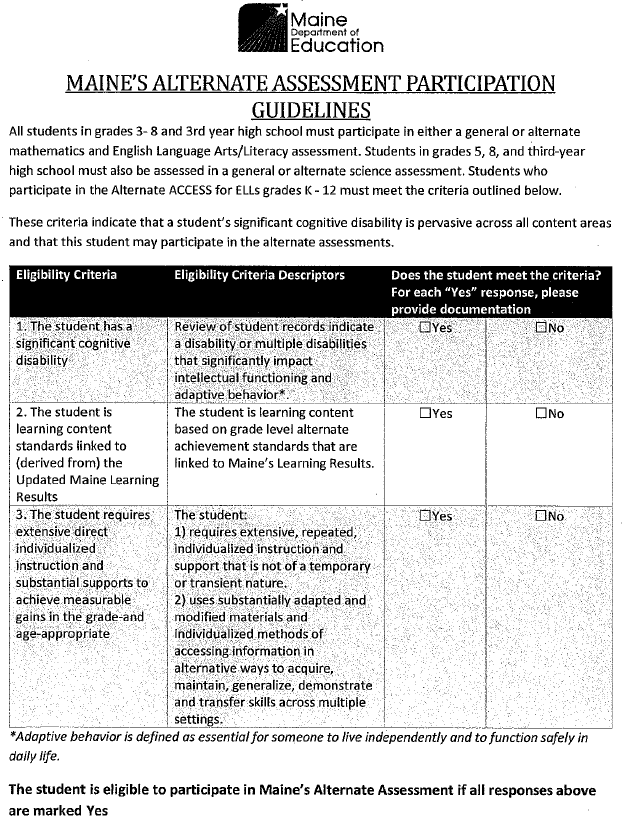 Maine
Department of
Education
MAINE'S ALTERNATE ASSESSMENT PARTICIPATION
GUIDELINES
All students in grades 3- 8 and 3rd year high school must participate in either a general or alternate
mathematics and English Language Arts/Literacy assessment. Students in grades 5, 8, and third-year
high school must also be assessed in a general or alternate science assessment. Students who
participate in the Alternate ACCESS for ELLs grades K - 12 must meet the criteria outlined below.
These criteria indicate that a student's significant cognitive disability is pervasive across all content areas
and that this student may participate in the alternate assessments.
Eligibility Criteria
Eligibility Criteria Descriptors
Does the student meet the criteria?
For each "Yes" response, please
provide documentation
1. The student has a
significant cognitive
disability
Review of student records indicate
a disability or multiple disabilities
that significantly impact
intellectual functioning and
adaptive behavior*.
☐Yes
☐No
2. The student is
learning content
standards linked to
(derived from) the
Updated Maine Learning
Results
The student is learning content
based on grade level alternate
achievement standards that are
linked to Maine's Learning Results.
☐Yes
☐No
3. The student requires
extensive direct
individualized
instruction and
substantial supports to
achieve measurable
gains in the grade-and
age-appropriate
The student:
1) requires extensive, repeated,
individualized instruction and
support that is not of a temporary
or transient nature.
2) uses substantially adapted and
modified materials and
individualized methods of
accessing information in
alternative ways to acquire,
maintain, generalize, demonstrate
and transfer skills across multiple
settings.
☐Yes
☐No
*Adaptive behavior is defined as essential for someone to live independently and to function safely in
daily life.
The student is eligible to participate in Maine's Alternate Assessment if all responses above
are marked Yes